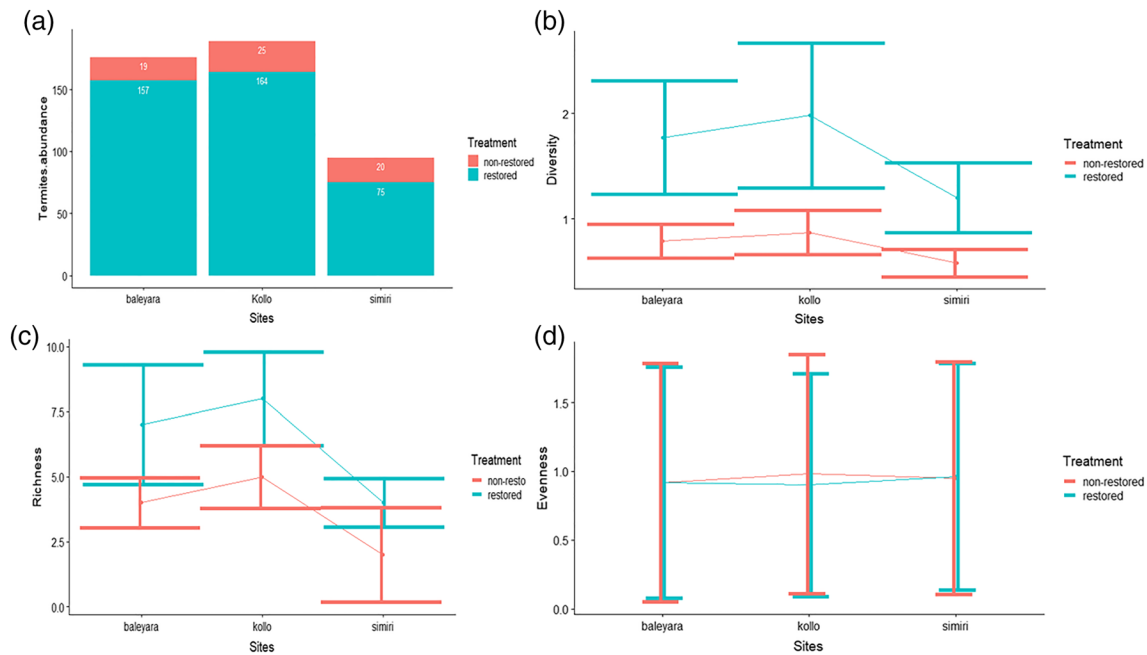 (a)
Termites.abundance
150
100
50
0
19
157
25
164
20
75
baleyara
Kollo
simiri
Sites
Treatment
non-restored
restored
(b)
Diversity
2
1
baleyara
kollo
simiri
Sites
Treatment
non-restored
restored
(c)
Richness
10.0
7.5
5.0
2.5
0.0
baleyara
kollo
simiri
Sites
Treatment
non-resto
restored
(d)
Evenness
1.5
1.0
0.5
0.0
baleyara
kollo
simiri
Sites
Treatment
non-restored
restored